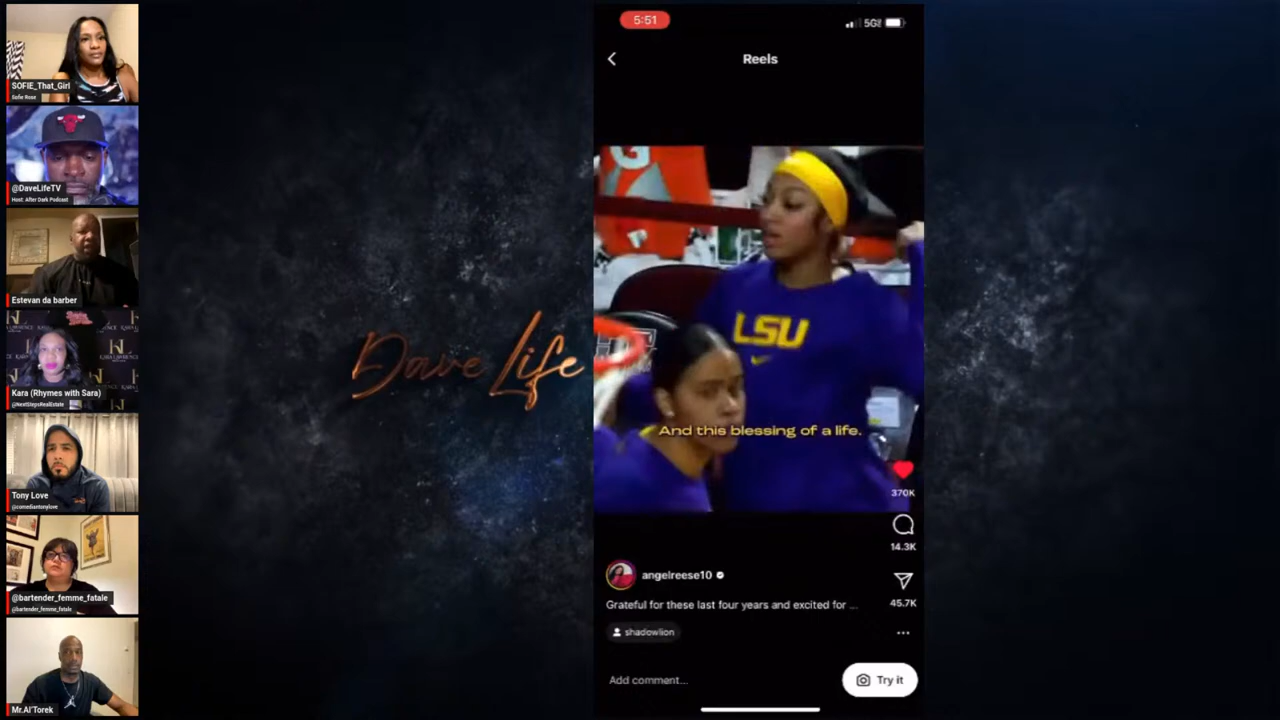 SOFIE_That_Girl
Sofie Rose
@DaveLifeTV
Host: After Dark Podcast
Estevan da barber
Kara (Rhymes with Sara)
@NextStepsRealEstate
Tony Love
@comediantonylove
@bartender_femme_fatale
@bartender_femme_fatale
Mr.Al'Torek
Dave Life
5:51
5G
Reels
G
LSU
And this blessing of a life.
370K
14.3K
angelreese10
45.7K
Grateful for these last four years and excited for ...
shadowlion
Add comment...
Try it